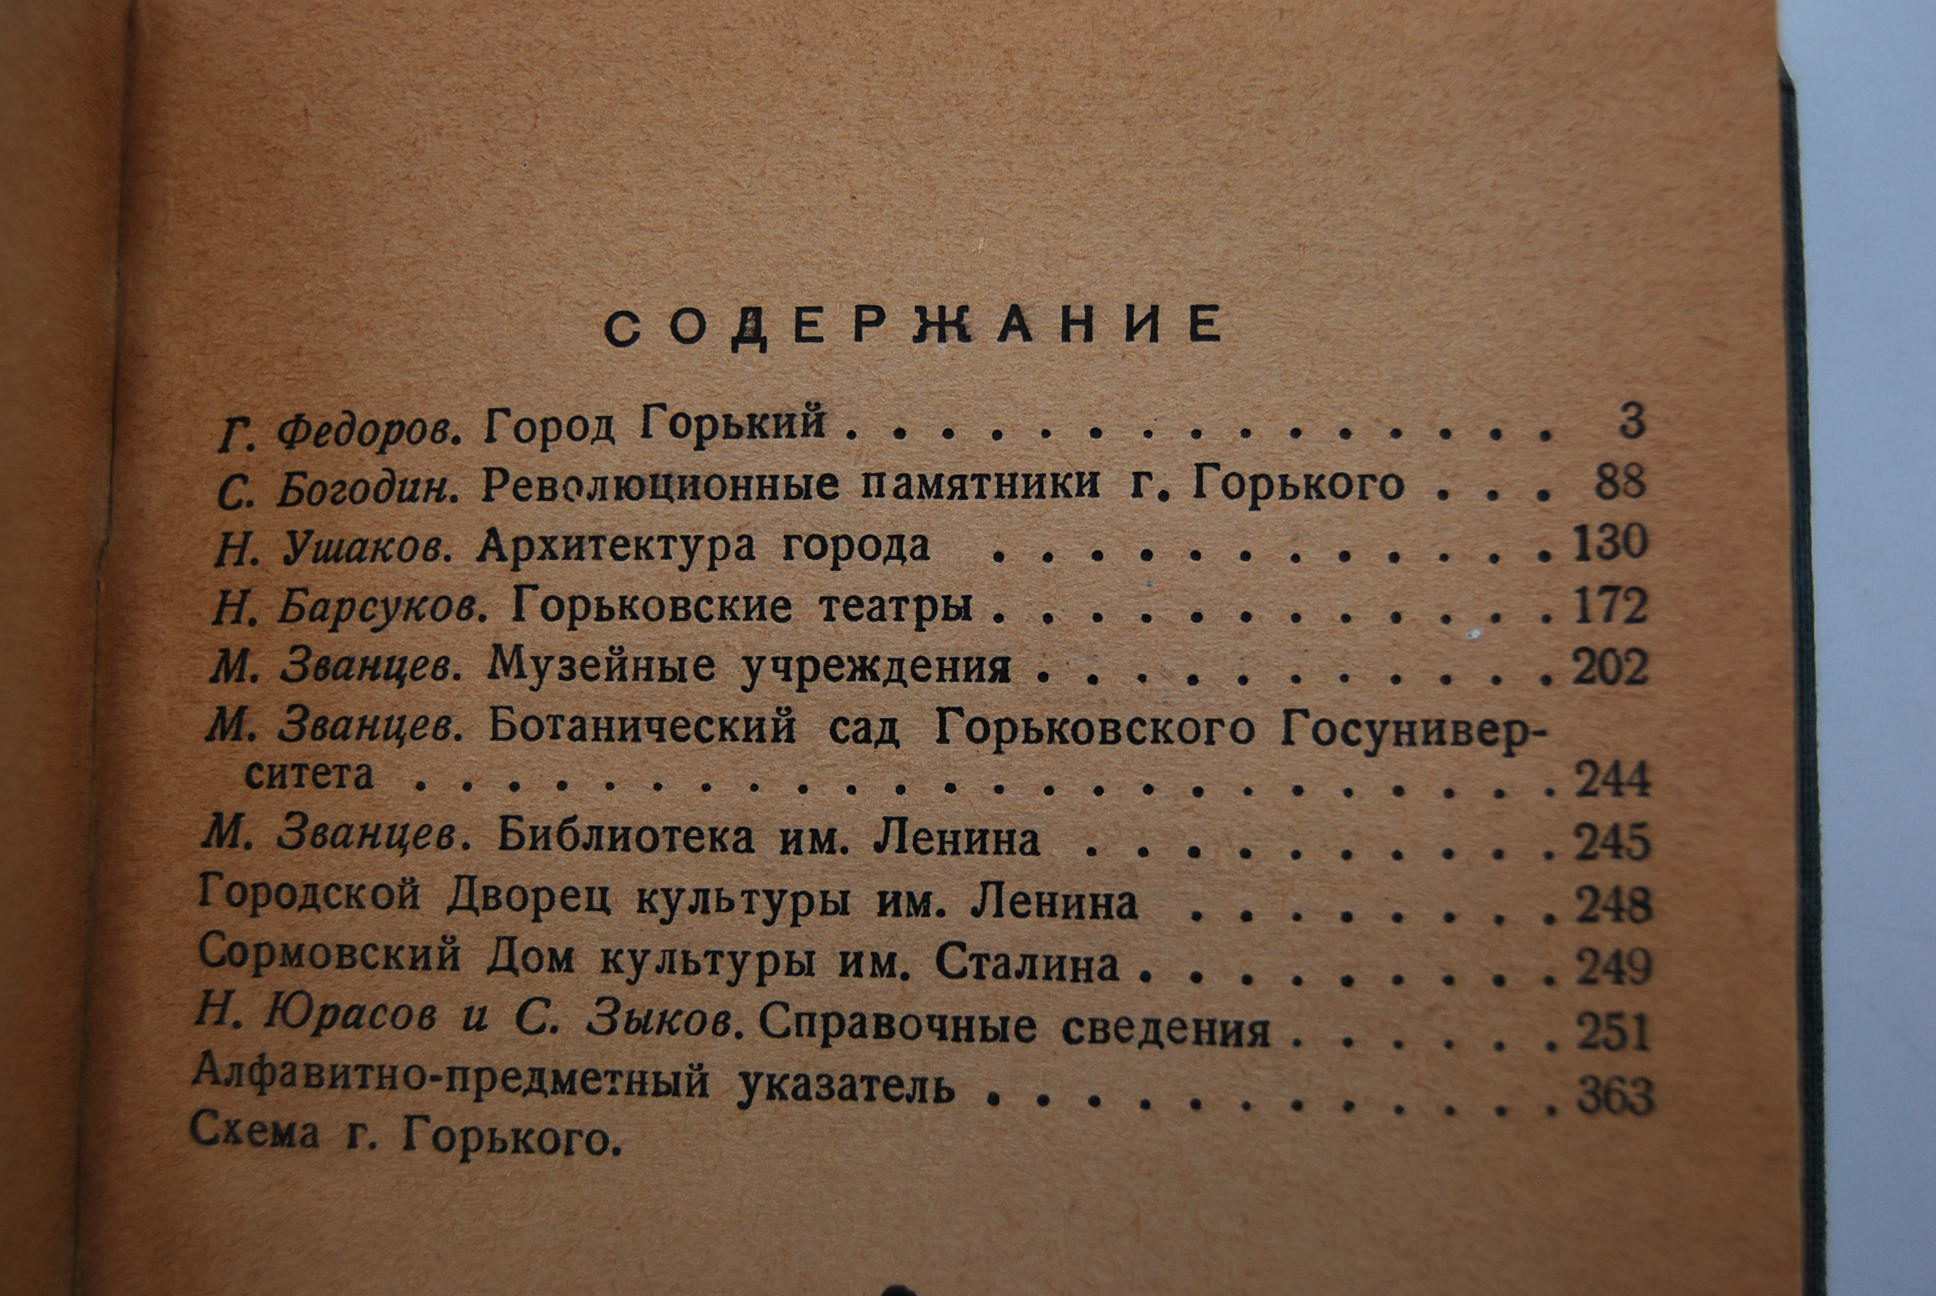 СОДЕРЖАНИЕ
Г. Федоров. Город Горький . . . . . . . . . . . . . . . 3
С. Богодин. Революционные памятники г. Горького . . . 88
Н. Ушаков. Архитектура города . . . . . . . . . . . . 130
Н. Барсуков. Горьковские театры . . . . . . . . . . . . 172
М. Званцев. Музейные учреждения . . . . . . . . . . . 202
М. Званцев. Ботанический сад Горьковского Госунивер-
ситета . . . . . . . . . . . . . . . . . . . . . . . . 244
М. Званцев. Библиотека им. Ленина . . . . . . . . . . 245
Городской Дворец культуры им. Ленина . . . . . . . . 248
Сормовский Дом культуры им. Сталина . . . . . . . . . 249
Н. Юрасов и С. Зыков. Справочные сведения . . . . . . 251
Алфавитно-предметный указатель . . . . . . . . . . . . 363
Схема г. Горького.